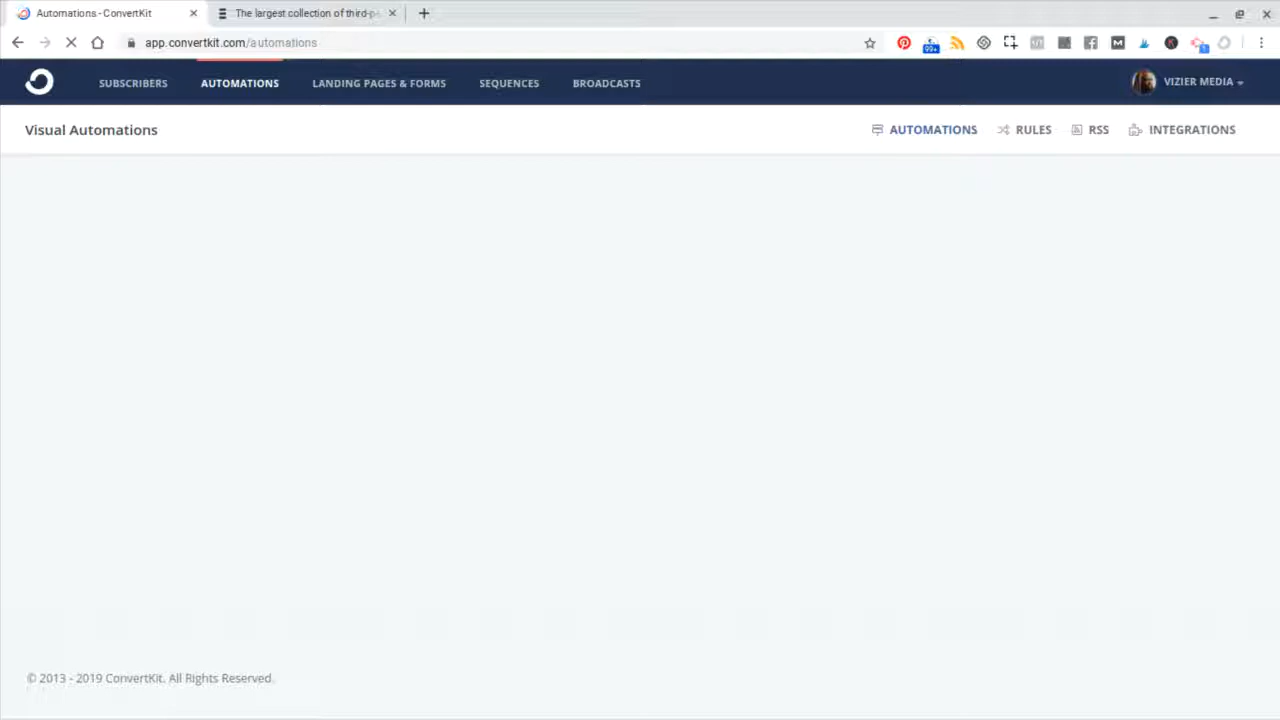 Automations - ConvertKit
The largest collection of third-p
app.convertkit.com/automations
99+
SUBSCRIBERS
AUTOMATIONS
LANDING PAGES & FORMS
SEQUENCES
BROADCASTS
VIZIER MEDIA
Visual Automations
AUTOMATIONS
RULES
RSS
INTEGRATIONS
© 2013 - 2019 ConvertKit. All Rights Reserved.